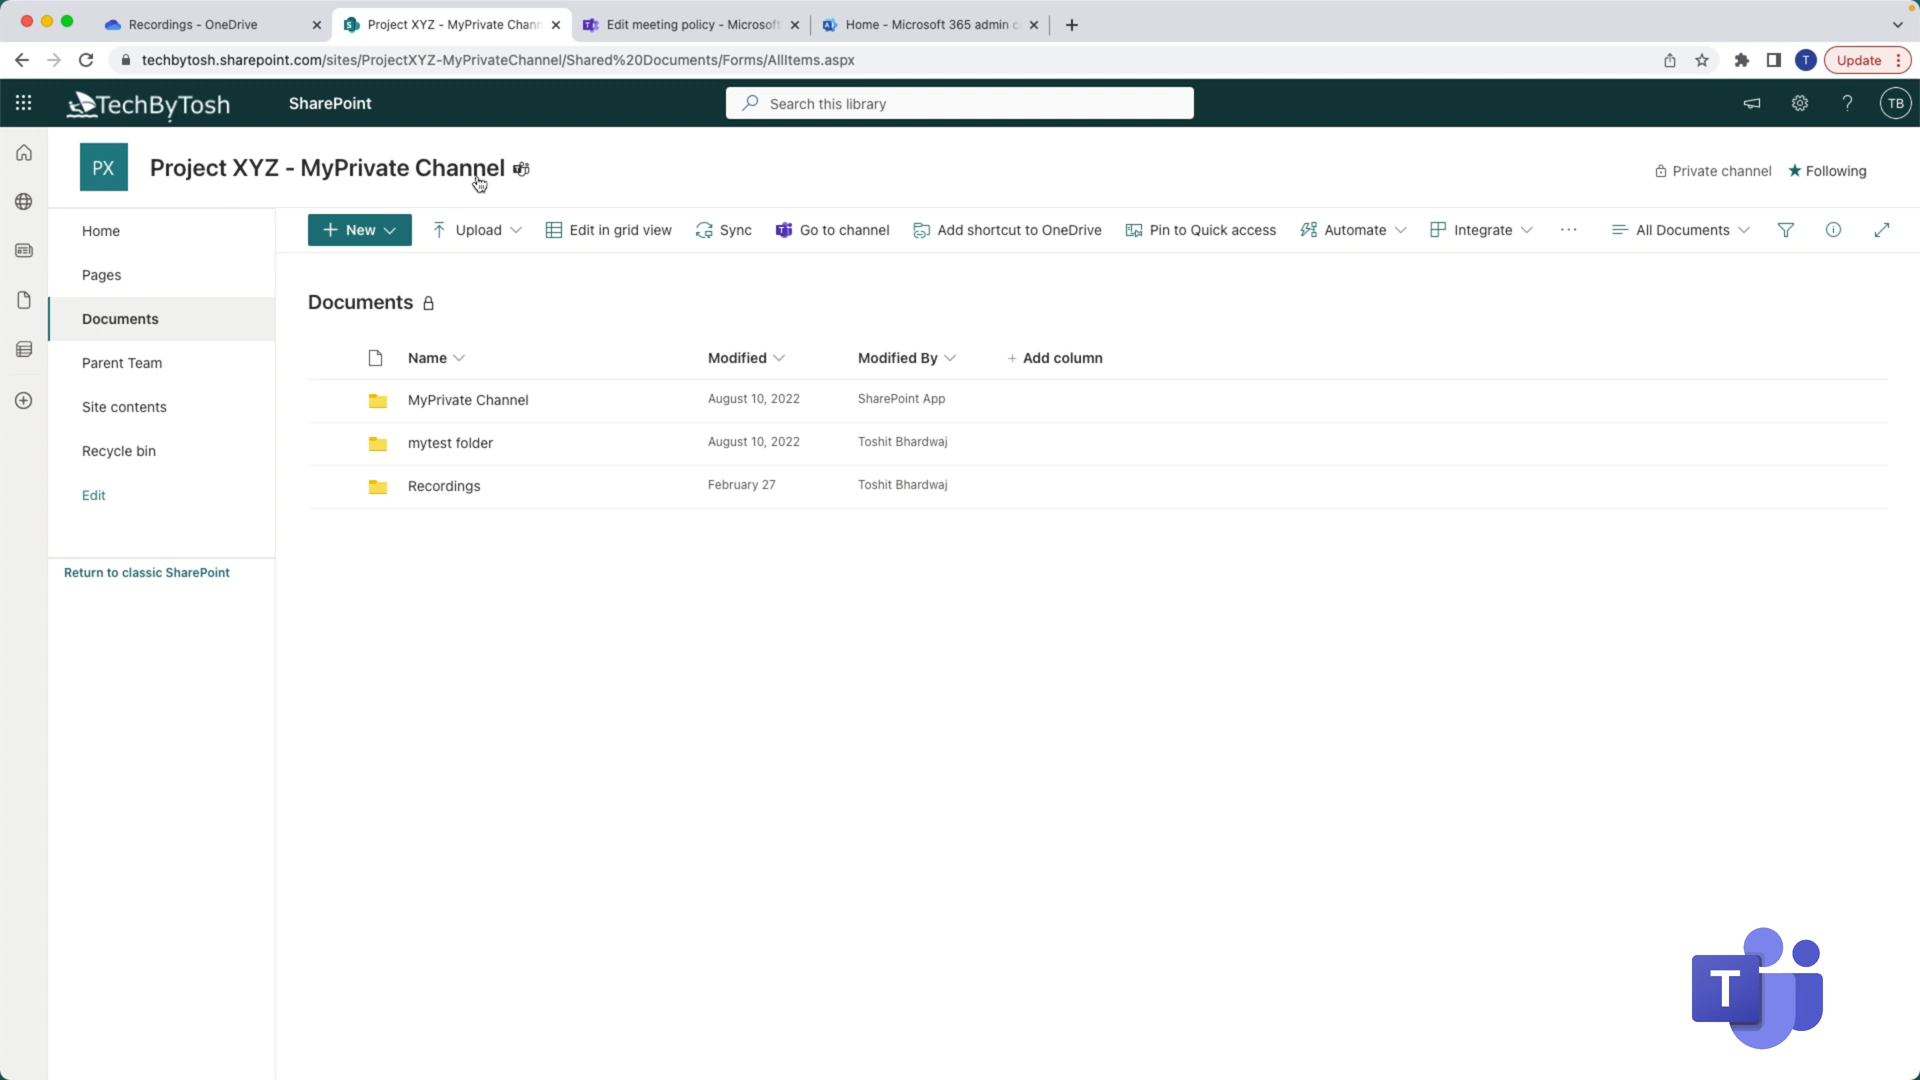 Recordings - OneDrive
Project XYZ - MyPrivate Chann
Edit meeting policy - Microsoft
Home - Microsoft 365 admin c
techbytosh.sharepoint.com/sites/ProjectXYZ-MyPrivateChannel/Shared%20Documents/Forms/AllItems.aspx
T
Update
TechByTosh
SharePoint
Search this library
?
TB
PX
Project XYZ - MyPrivate Channel
Private channel
Following
Home
Pages
Documents
Parent Team
Site contents
Recycle bin
Edit
Return to classic SharePoint
+ New
Upload
Edit in grid view
Sync
Go to channel
Add shortcut to OneDrive
Pin to Quick access
Automate
Integrate
...
All Documents
Documents
Name Modified Modified By + Add column
MyPrivate Channel August 10, 2022 SharePoint App
mytest folder August 10, 2022 Toshit Bhardwaj
Recordings February 27 Toshit Bhardwaj
T